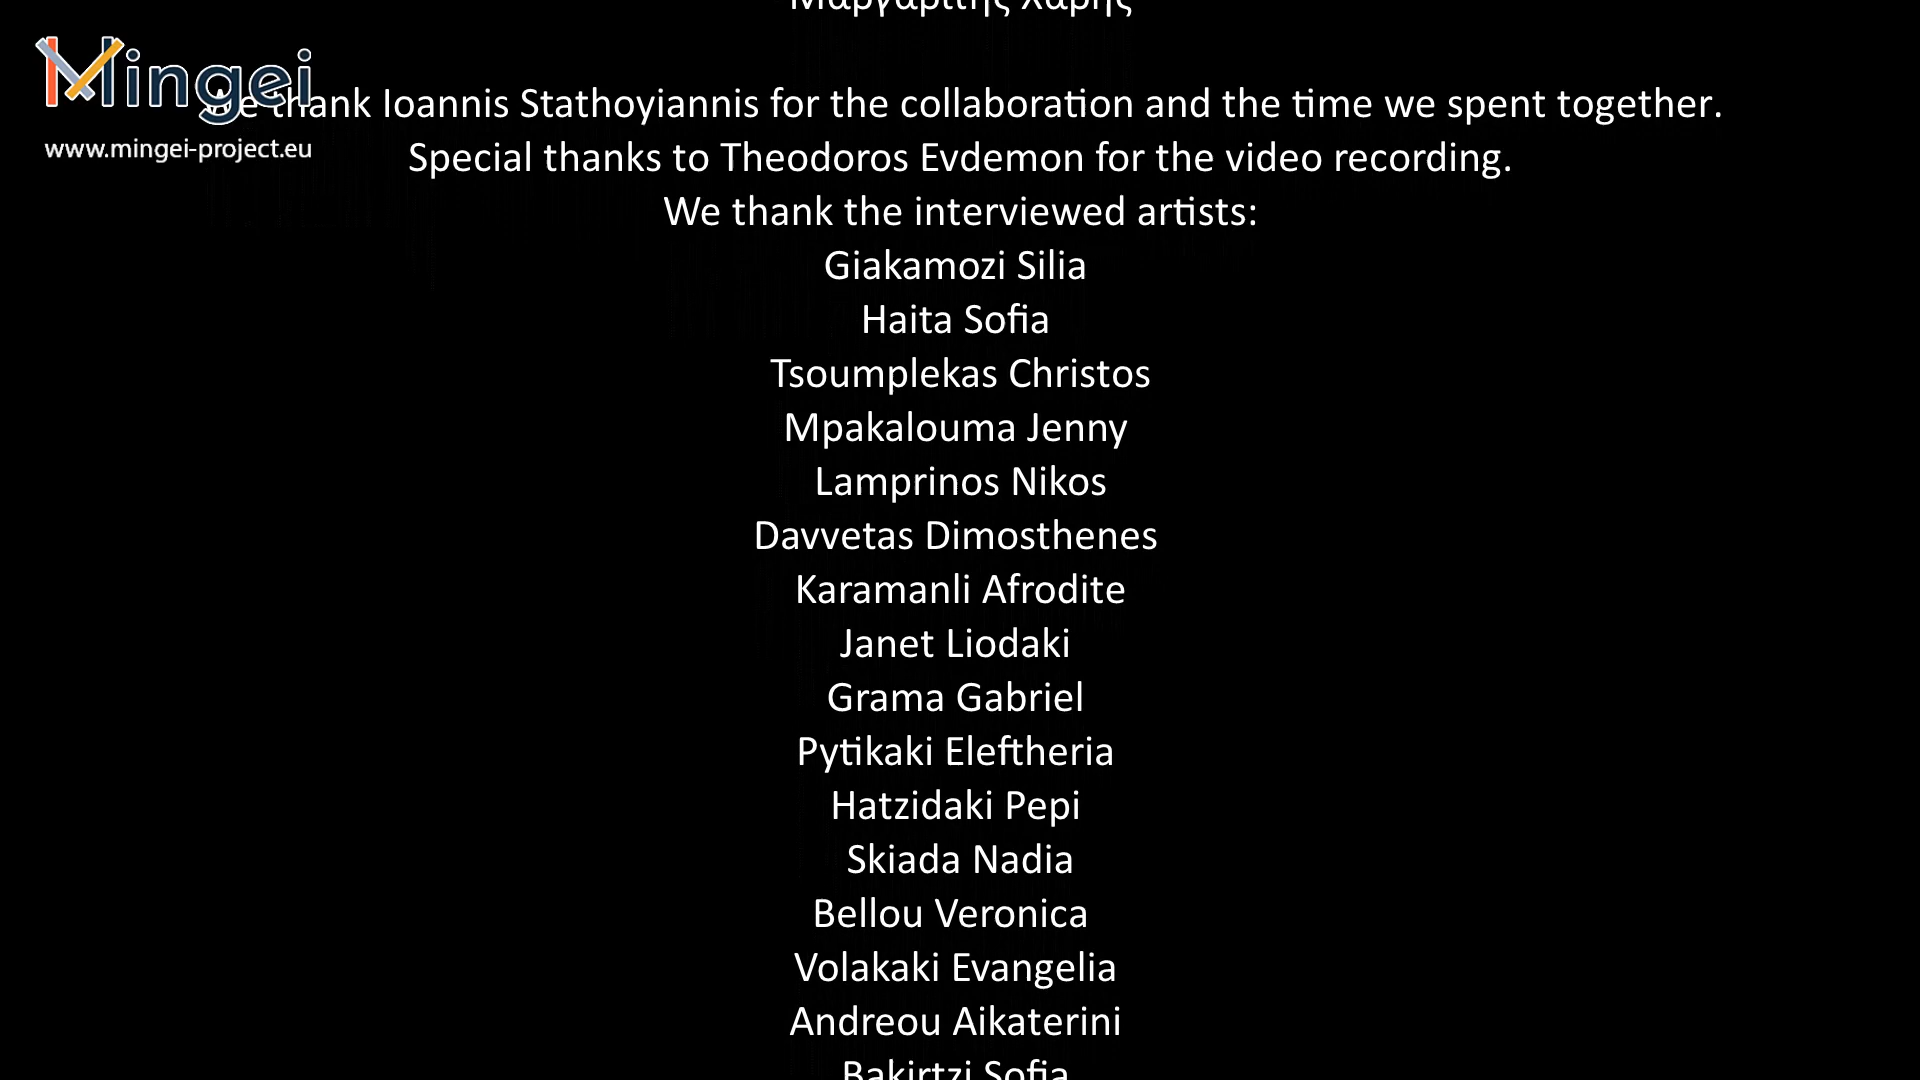 Μαργαρίτης Χάρης
Mingei
www.mingei-project.eu
We thank Ioannis Stathoyiannis for the collaboration and the time we spent together.
Special thanks to Theodoros Evdemon for the video recording.
We thank the interviewed artists:
Giakamozi Silia
Haita Sofia
Tsoumplekas Christos
Mpakalouma Jenny
Lamprinos Nikos
Davvetas Dimosthenes
Karamanli Afrodite
Janet Liodaki
Grama Gabriel
Pytikaki Eleftheria
Hatzidaki Pepi
Skiada Nadia
Bellou Veronica
Volakaki Evangelia
Andreou Aikaterini
Bakirtzi Sofia